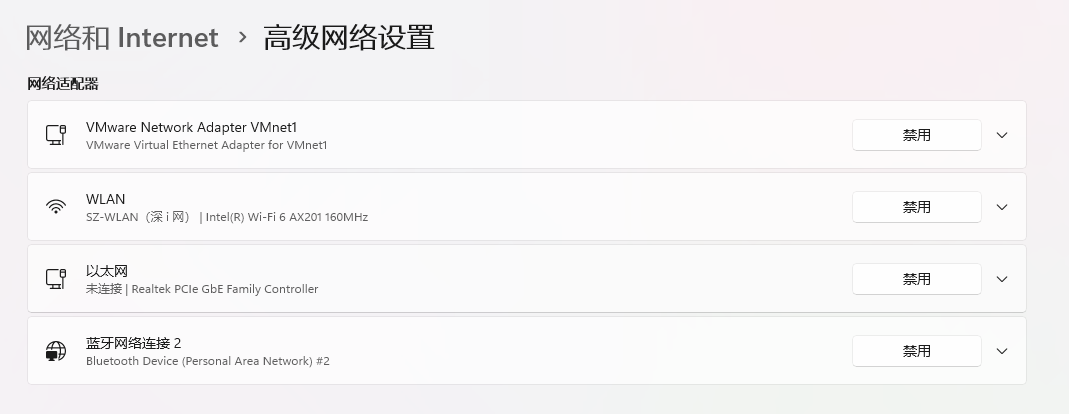 网络和 Internet › 高级网络设置
网络适配器
VMware Network Adapter VMnet1
禁用
VMware Virtual Ethernet Adapter for VMnet1
WLAN
禁用
SZ-WLAN（深 i 网） | Intel(R) Wi-Fi 6 AX201 160MHz
以太网
禁用
未连接 | Realtek PCIe GbE Family Controller
蓝牙网络连接 2
禁用
Bluetooth Device (Personal Area Network) #2